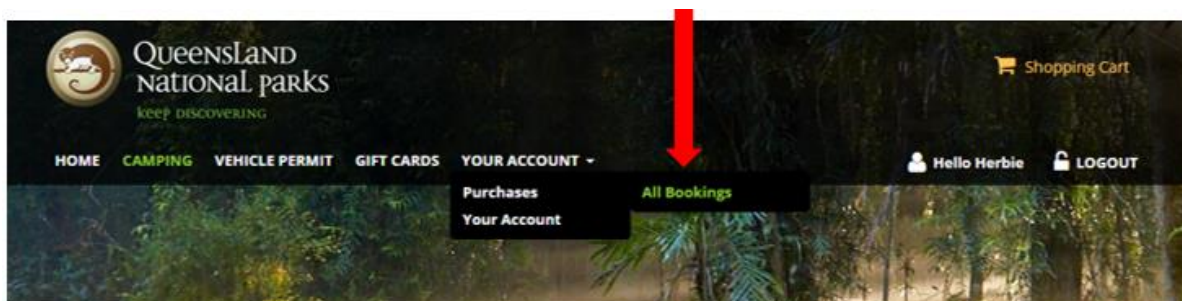 Queensland
National Parks
keep discovering
Shopping Cart
HOME CAMPING VEHICLE PERMIT GIFT CARDS YOUR ACCOUNT Hello Herbie LOGOUT
Purchases All Bookings
Your Account